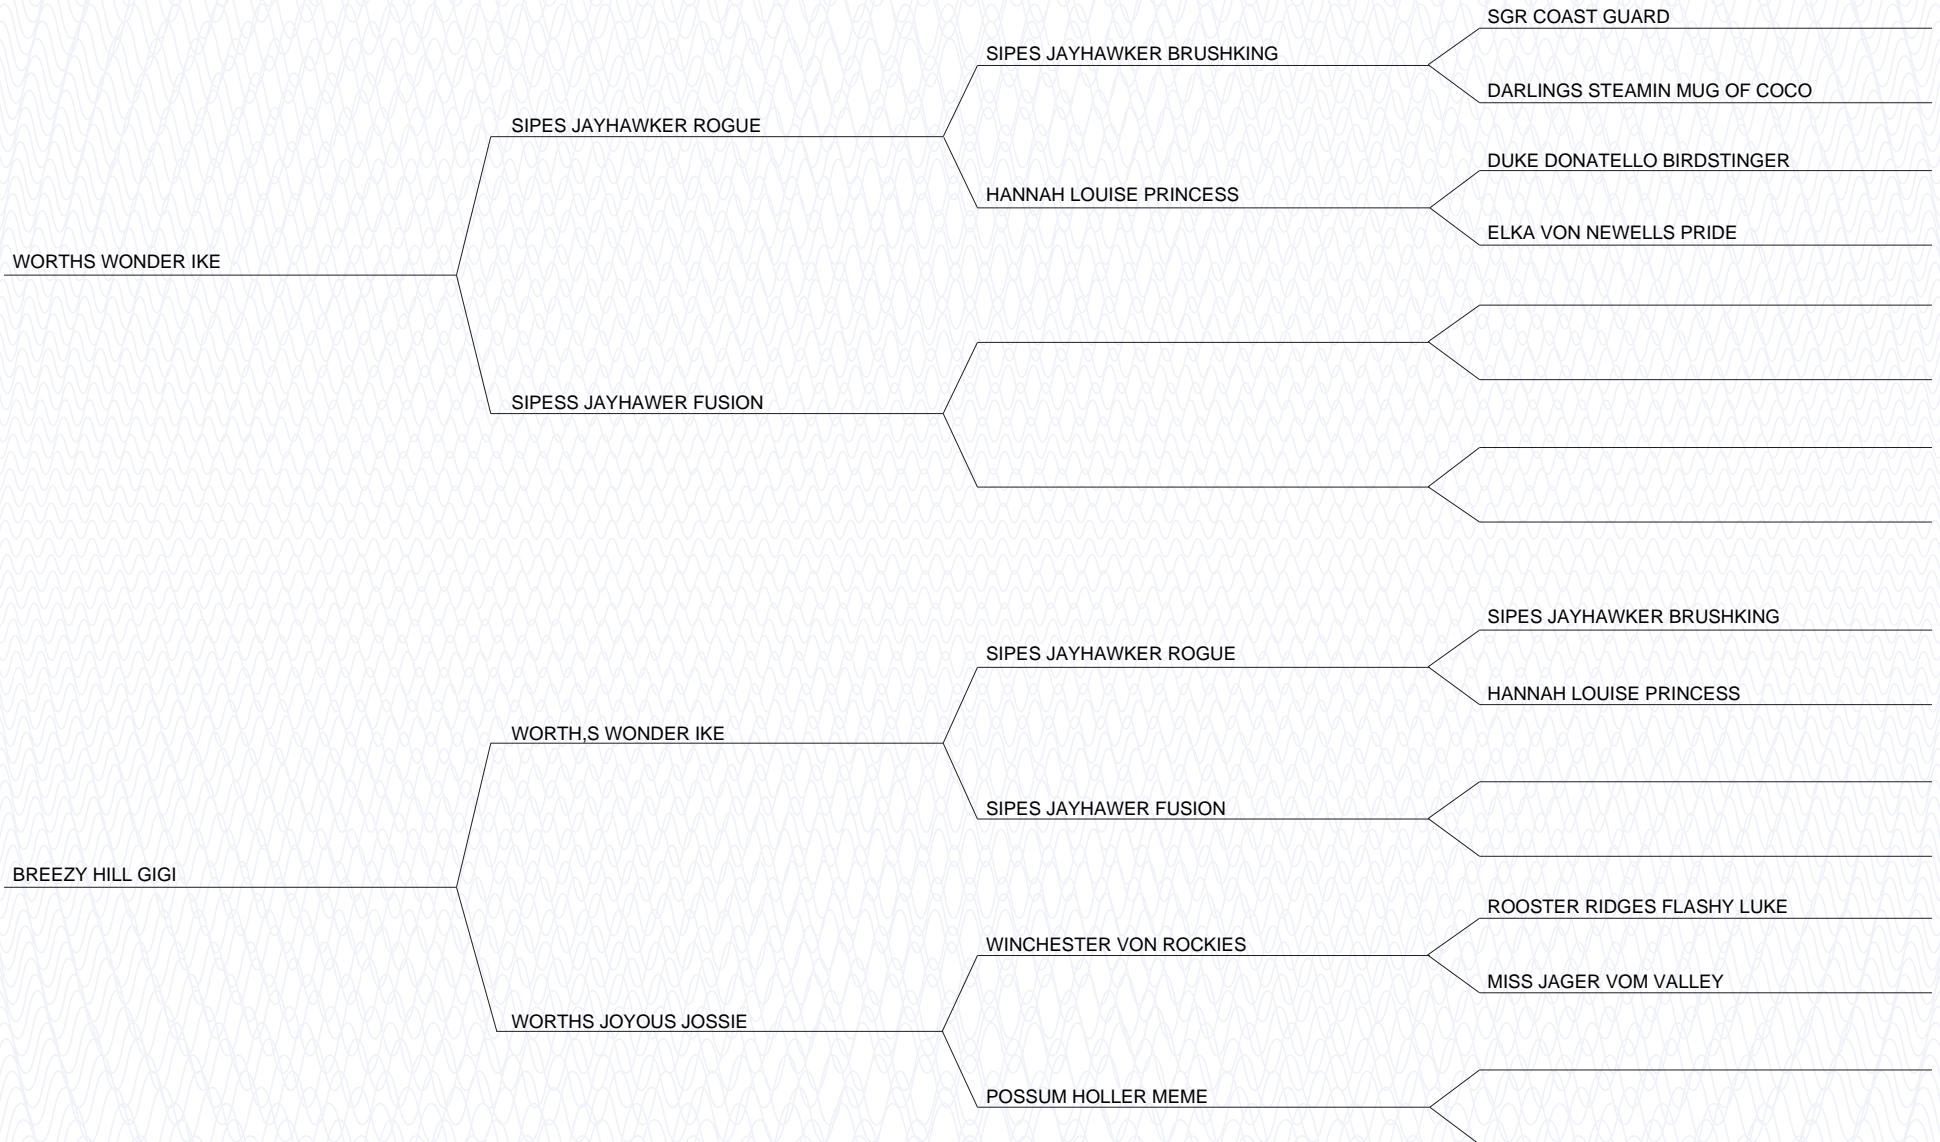 SGR COAST GUARD
SIPES JAYHAWKER BRUSHKING
DARLINGS STEAMIN MUG OF COCO
SIPES JAYHAWKER ROGUE
DUKE DONATELLO BIRDSTINGER
HANNAH LOUISE PRINCESS
ELKA VON NEWELLS PRIDE
WORTHS WONDER IKE
SIPESS JAYHAWER FUSION
SIPES JAYHAWKER BRUSHKING
SIPES JAYHAWKER ROGUE
HANNAH LOUISE PRINCESS
WORTH,S WONDER IKE
SIPES JAYHAWER FUSION
BREEZY HILL GIGI
ROOSTER RIDGES FLASHY LUKE
WINCHESTER VON ROCKIES
MISS JAGER VOM VALLEY
WORTHS JOYOUS JOSSIE
POSSUM HOLLER MEME